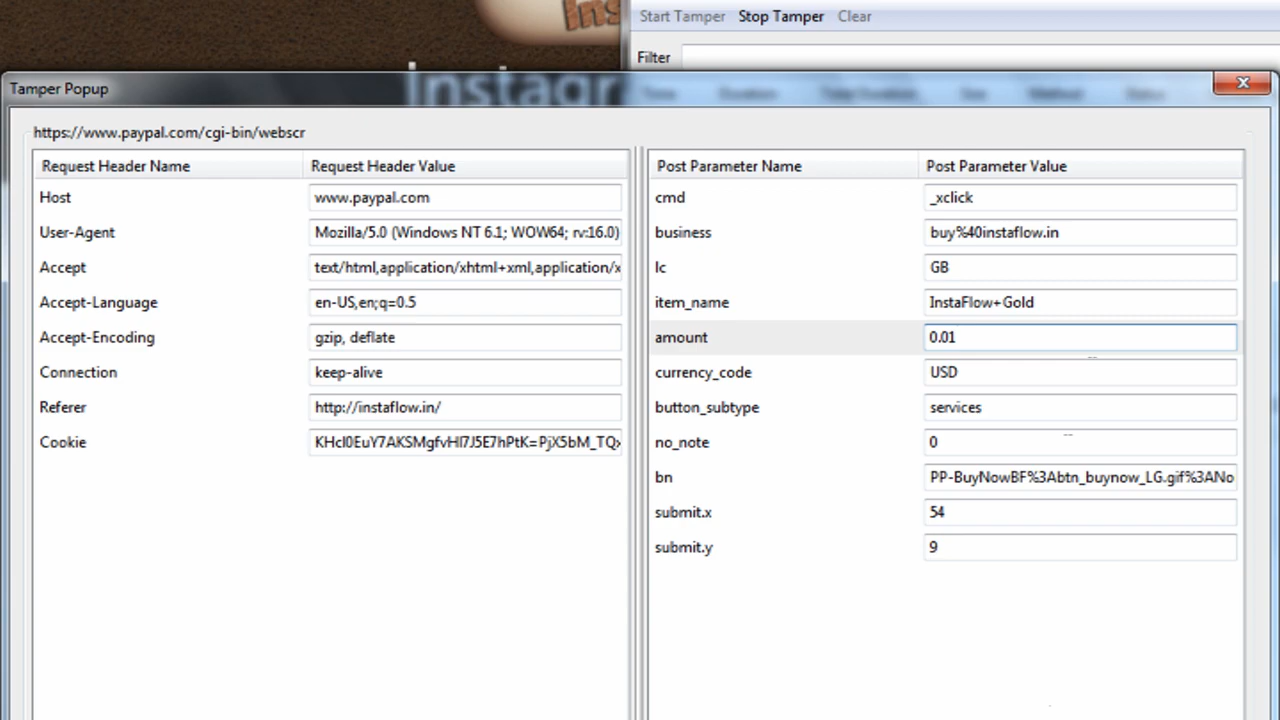 Ins
Start Tamper Stop Tamper Clear
Filter
instagr
Tamper Popup
https://www.paypal.com/cgi-bin/webscr
Request Header Name Request Header Value Post Parameter Name Post Parameter Value
Host www.paypal.com cmd _xclick
User-Agent Mozilla/5.0 (Windows NT 6.1; WOW64; rv:16.0) business buy%40instaflow.in
Accept text/html,application/xhtml+xml,application/x lc GB
Accept-Language en-US,en;q=0.5 item_name InstaFlow+Gold
Accept-Encoding gzip, deflate amount 0.01
Connection keep-alive currency_code USD
Referer http://instaflow.in/ button_subtype services
Cookie no_note 0
bn PP-BuyNowBF%3Abtn_buynow_LG.gif%3ANo
submit.x 54
submit.y 9